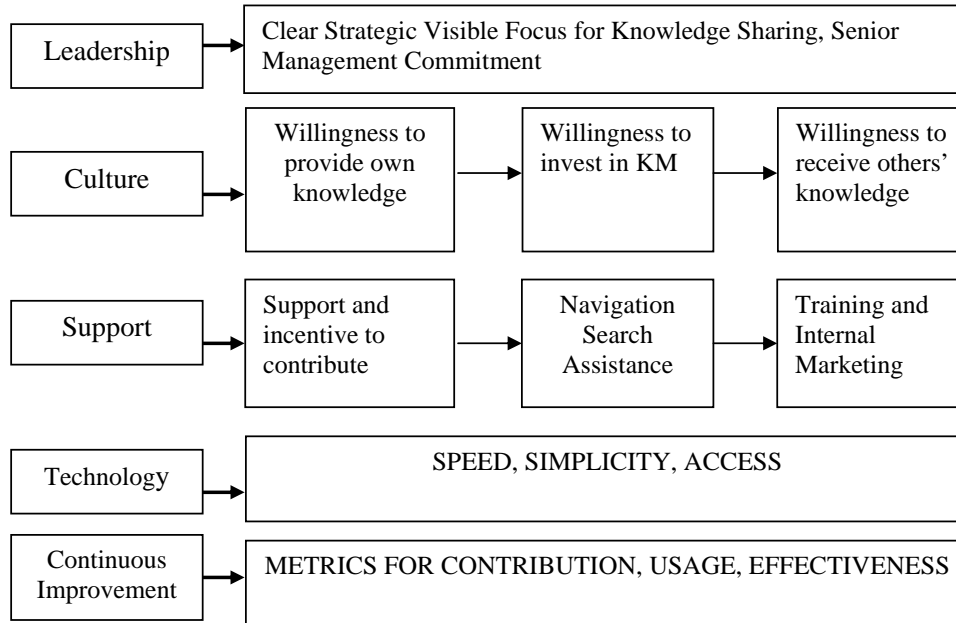 Leadership
Clear Strategic Visible Focus for Knowledge Sharing, Senior
Management Commitment
Culture
Willingness to
provide own
knowledge
Willingness to
invest in KM
Willingness to
receive others’
knowledge
Support
Support and
incentive to
contribute
Navigation
Search
Assistance
Training and
Internal
Marketing
Technology
SPEED, SIMPLICITY, ACCESS
Continuous
Improvement
METRICS FOR CONTRIBUTION, USAGE, EFFECTIVENESS